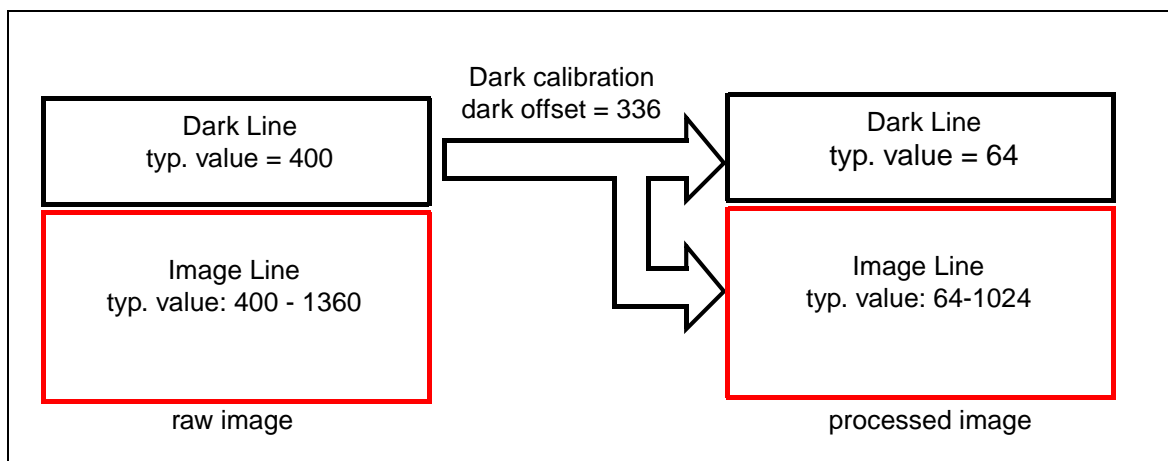 Dark calibration
dark offset = 336
Dark Line
typ. value = 400
Dark Line
typ. value = 64
Image Line
typ. value: 400 - 1360
Image Line
typ. value: 64-1024
raw image
processed image